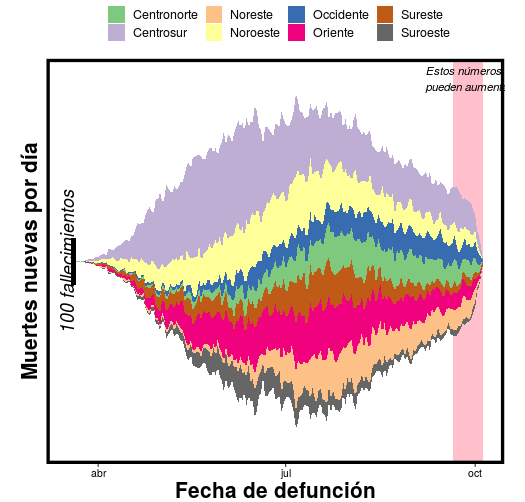 Centronorte Noreste Occidente Sureste
Centrosur Noroeste Oriente Suroeste
Estos números
pueden aument
Muertes nuevas por día
100 fallecimientos
abr jul oct
Fecha de defunción